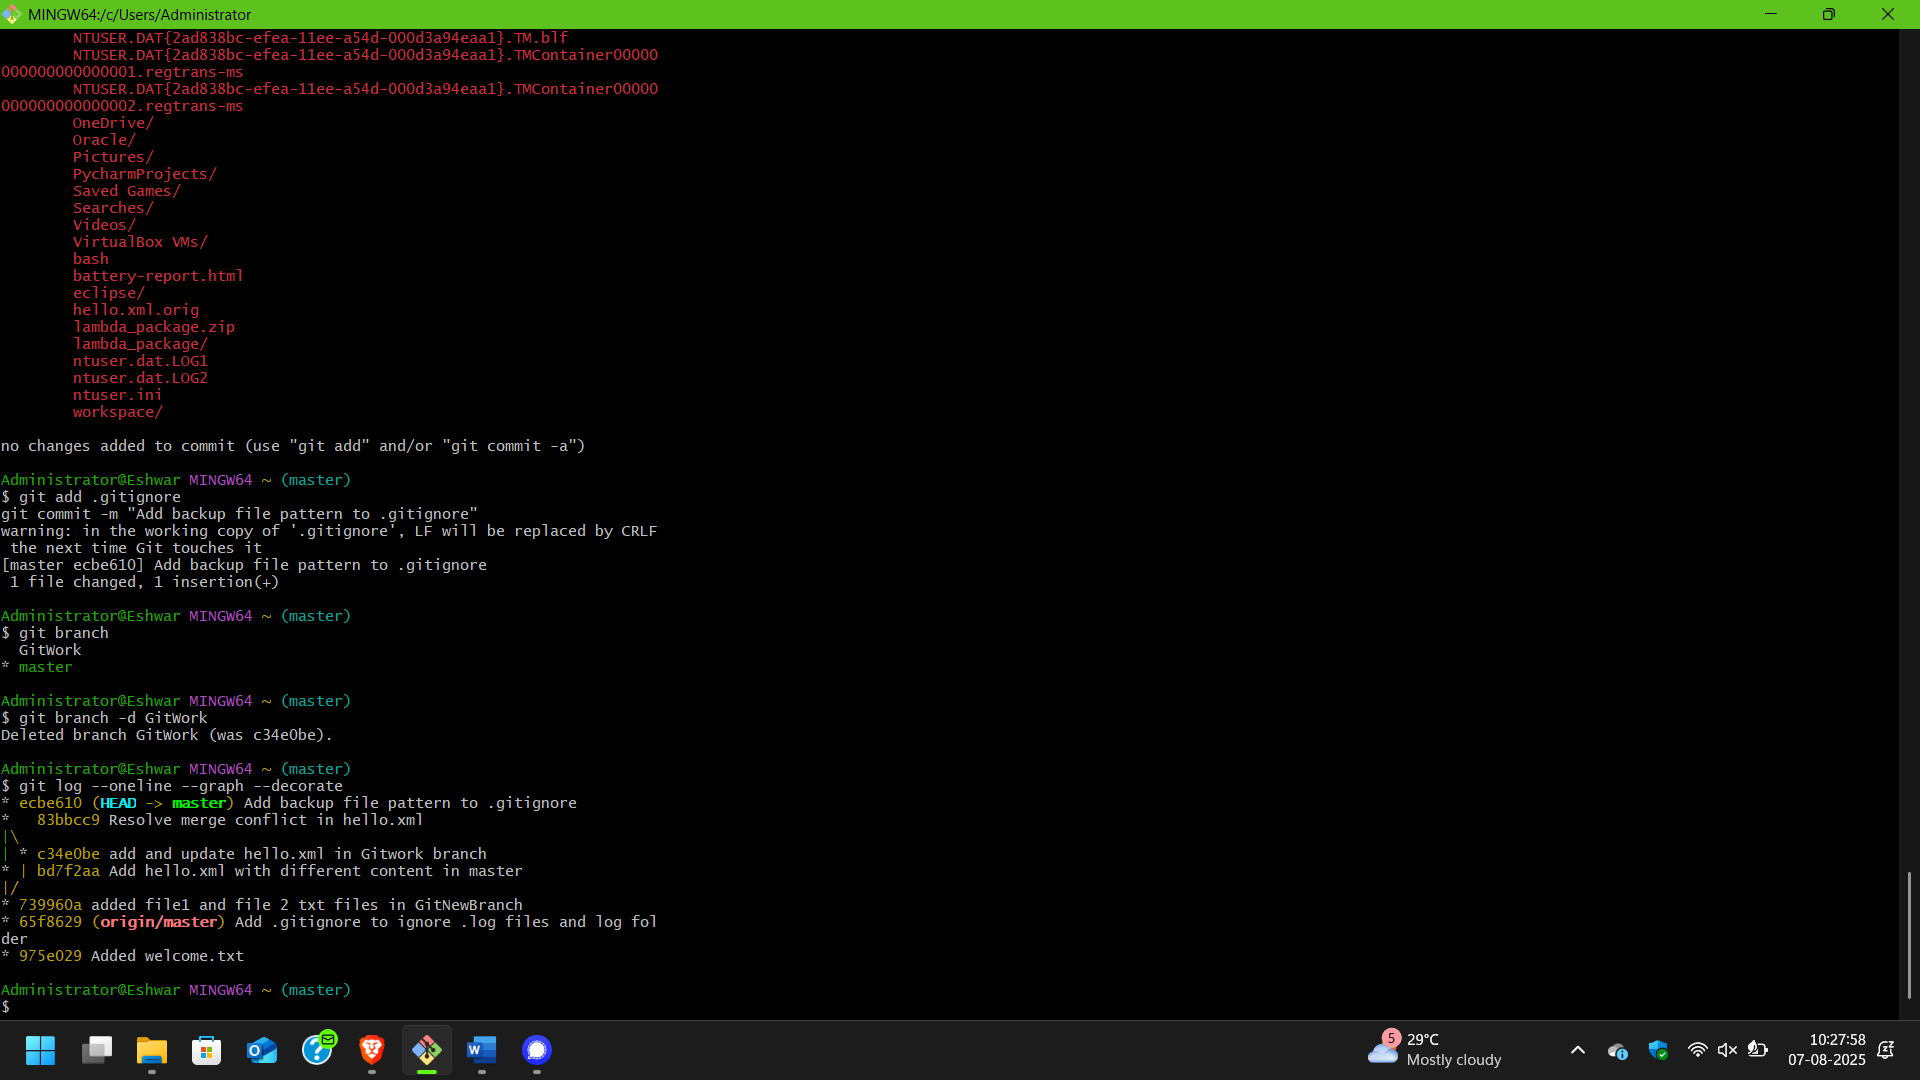 MINGW64:/c/Users/Administrator
        NTUSER.DAT{2ad838bc-efea-11ee-a54d-000d3a94eaa1}.TM.blf
        NTUSER.DAT{2ad838bc-efea-11ee-a54d-000d3a94eaa1}.TMContainer00000
000000000000001.regtrans-ms
        NTUSER.DAT{2ad838bc-efea-11ee-a54d-000d3a94eaa1}.TMContainer00000
000000000000002.regtrans-ms
        OneDrive/
        Oracle/
        Pictures/
        PycharmProjects/
        Saved Games/
        Searches/
        Videos/
        VirtualBox VMs/
        bash
        battery-report.html
        eclipse/
        hello.xml.orig
        lambda_package.zip
        lambda_package/
        ntuser.dat.LOG1
        ntuser.dat.LOG2
        ntuser.ini
        workspace/
no changes added to commit (use "git add" and/or "git commit -a")
Administrator@Eshwar MINGW64 ~ (master)
$ git add .gitignore
git commit -m "Add backup file pattern to .gitignore"
warning: in the working copy of '.gitignore', LF will be replaced by CRLF
 the next time Git touches it
[master ecbe610] Add backup file pattern to .gitignore
 1 file changed, 1 insertion(+)
Administrator@Eshwar MINGW64 ~ (master)
$ git branch
  GitWork
* master
Administrator@Eshwar MINGW64 ~ (master)
$ git branch -d GitWork
Deleted branch GitWork (was c34e0be).
Administrator@Eshwar MINGW64 ~ (master)
$ git log --oneline --graph --decorate
* ecbe610 (HEAD -> master) Add backup file pattern to .gitignore
*   83bbcc9 Resolve merge conflict in hello.xml
|\
| * c34e0be add and update hello.xml in Gitwork branch
* | bd7f2aa Add hello.xml with different content in master
|/
* 739960a added file1 and file 2 txt files in GitNewBranch
* 65f8629 (origin/master) Add .gitignore to ignore .log files and log fol
der
* 975e029 Added welcome.txt
Administrator@Eshwar MINGW64 ~ (master)
$
5
29°C
Mostly cloudy
10:27:58
07-08-2025